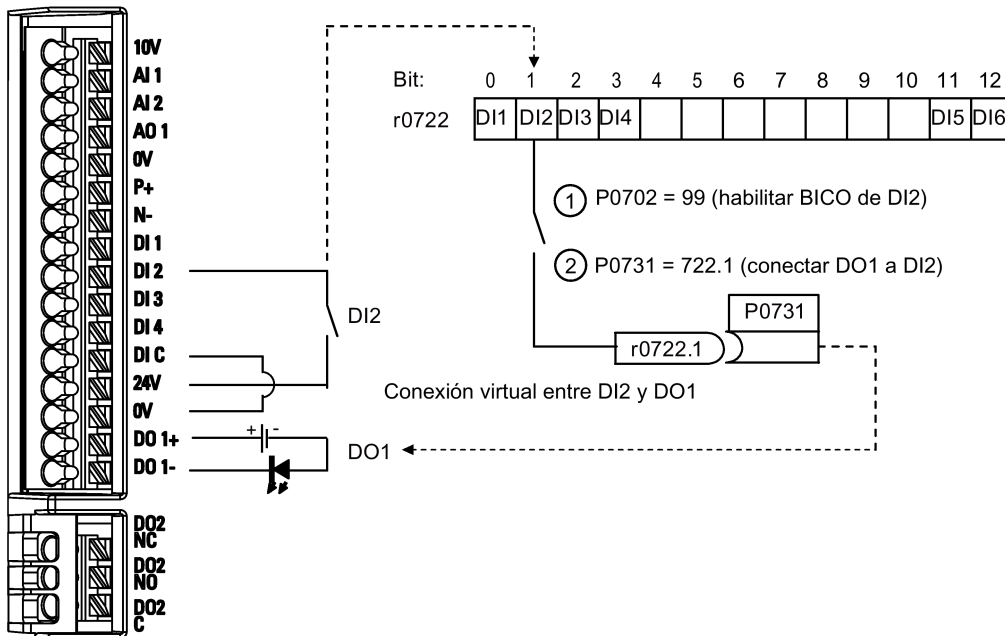 10V
AI 1
AI 2
AO 1
0V
P+
N-
DI 1
DI 2
DI 3
DI 4
DI C
24V
0V
DO 1+
DO 1-
DO2
NC
DO2
NO
DO2
C
Bit: 0 1 2 3 4 5 6 7 8 9 10 11 12
r0722 DI1 DI2 DI3 DI4 DI5 DI6
1 P0702 = 99 (habilitar BICO de DI2)
2 P0731 = 722.1 (conectar DO1 a DI2)
DI2
P0731
r0722.1
Conexión virtual entre DI2 y DO1
+ -
DO1